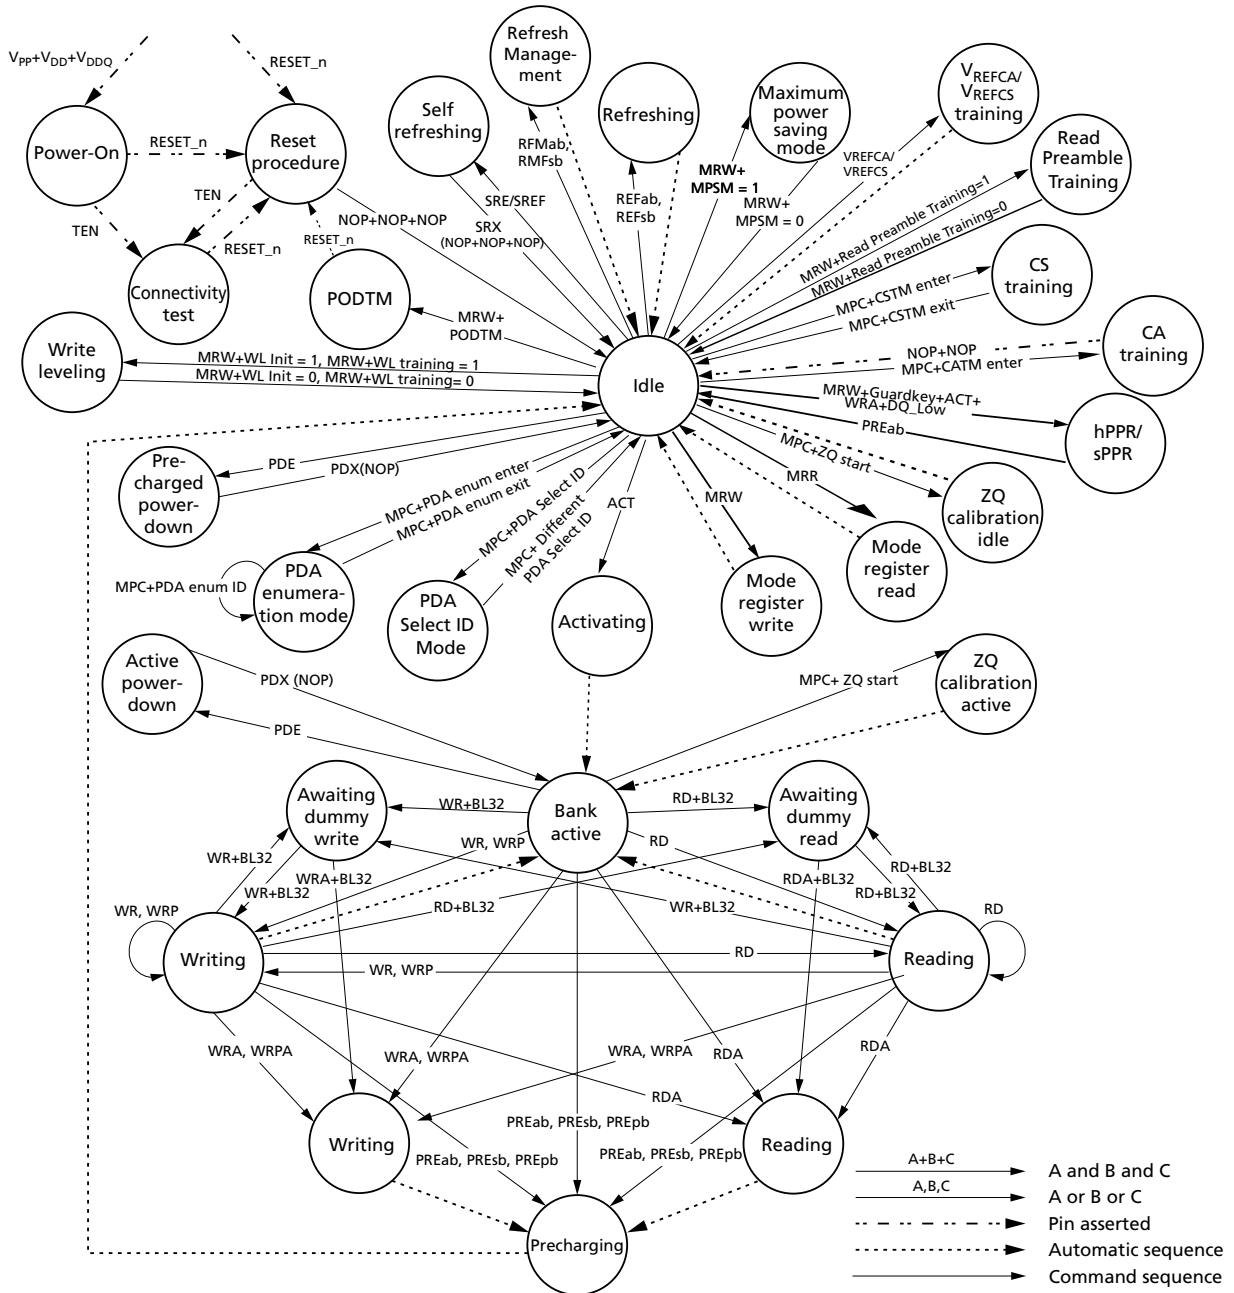 V_PP+V_DD+V_DDQ
RESET_n
Power-On
RESET_n
Reset
procedure
TEN
TEN
RESET_n
Connectivity
test
RESET_n
PODTM
MRW+
PODTM
NOP+NOP+NOP
Self
refreshing
SRE/SREF
SRX
(NOP+NOP+NOP)
Refresh
Manage-
ment
RFMab,
RMFsb
Refreshing
REFab,
REFsb
Maximum
power
saving
mode
MRW+
MPSM = 1
MRW+
MPSM = 0
V_REFCA/
V_REFCS
training
VREFCA/
VREFCS
Read
Preamble
Training
MRW+Read Preamble Training=1
MRW+Read Preamble Training=0
CS
training
MPC+CSTM enter
MPC+CSTM exit
CA
training
NOP+NOP
MPC+CATM enter
Write
leveling
MRW+WL Init = 1, MRW+WL training = 1
MRW+WL Init = 0, MRW+WL training= 0
Idle
MRW+Guardkey+ACT+
WRA+DQ_Low
PREab
hPPR/
sPPR
Pre-
charged
power-
down
PDE
PDX(NOP)
MPC+PDA enum enter
MPC+PDA enum exit
MPC+PDA enum ID
PDA
enumera-
tion mode
MPC+PDA Select ID
MPC+ Different
PDA Select ID
PDA
Select ID
Mode
ACT
Activating
MRW
Mode
register
write
MRR
Mode
register
read
MPC+ZQ start
ZQ
calibration
idle
Active
power-
down
PDX (NOP)
PDE
MPC+ ZQ start
ZQ
calibration
active
Awaiting
dummy
write
WR+BL32
Bank
active
RD+BL32
Awaiting
dummy
read
WR, WRP
RD
WR+BL32
WR+BL32
WRA+BL32
RD+BL32
WR+BL32
RDA+BL32
RD+BL32
RD+BL32
WR, WRP
RD
Writing
RD
WR, WRP
Reading
WRA, WRPA
WRA, WRPA
WRA, WRPA
RDA
RDA
RDA
Writing
PREab, PREsb, PREpb
PREab, PREsb, PREpb
PREab, PREsb, PREpb
Reading
Precharging
A+B+C
A and B and C
A,B,C
A or B or C
Pin asserted
Automatic sequence
Command sequence